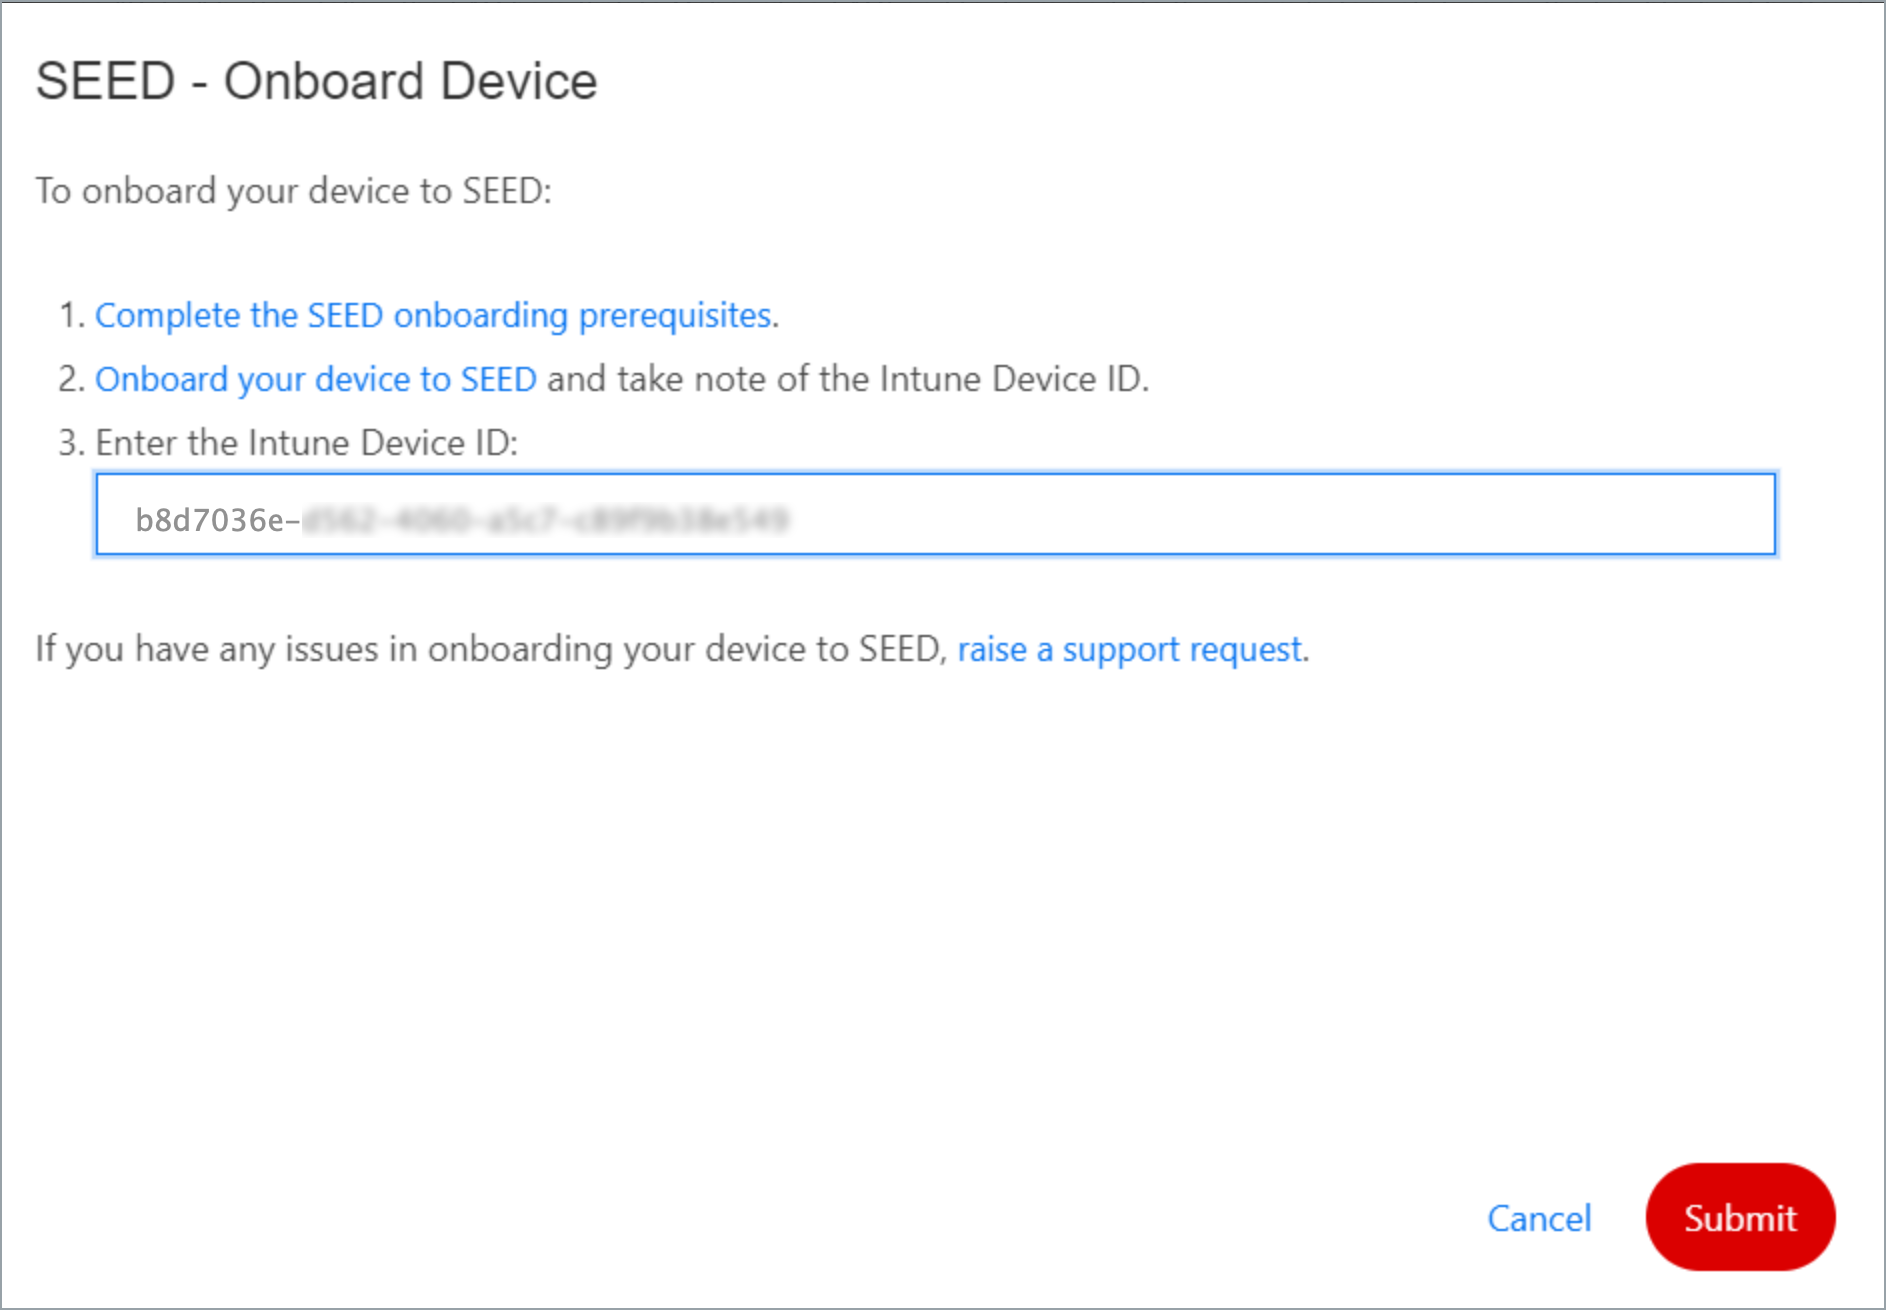 SEED - Onboard Device
To onboard your device to SEED:
1. Complete the SEED onboarding prerequisites.
2. Onboard your device to SEED and take note of the Intune Device ID.
3. Enter the Intune Device ID:
b8d7036e-
If you have any issues in onboarding your device to SEED, raise a support request.
Cancel
Submit